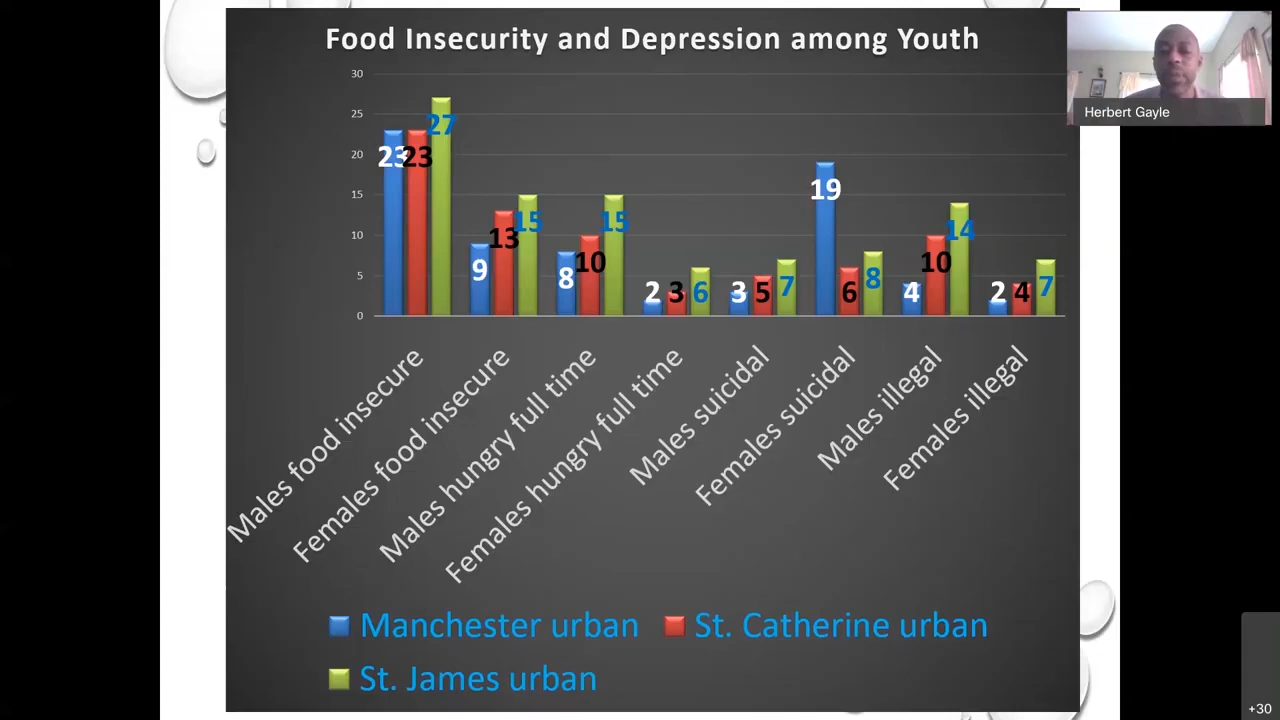 Food Insecurity and Depression among Youth
Herbert Gayle
30
25
20
15
10
5
0
23 23 27
9 13 15
8 10 15
2 3 6
3 5 7
19 6 8
4 10 14
2 4 7
Males food insecure
Females food insecure
Males hungry full time
Females hungry full time
Males suicidal
Females suicidal
Males illegal
Females illegal
Manchester urban St. Catherine urban
St. James urban
+30